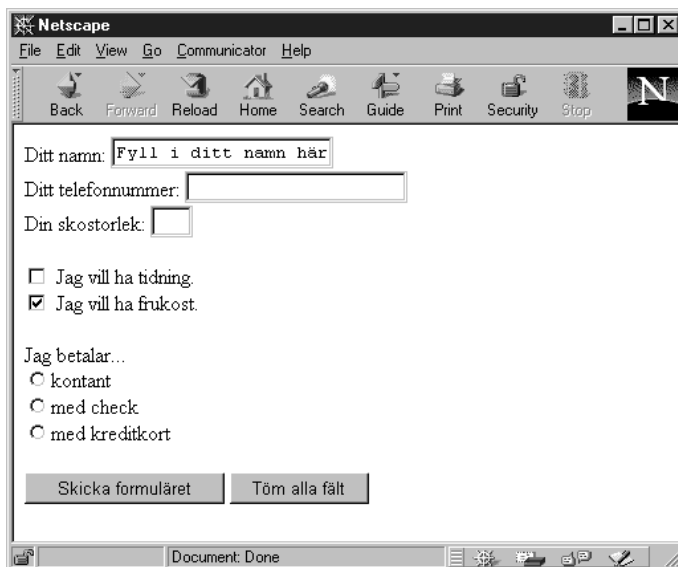 Netscape
File Edit View Go Communicator Help
Back Forward Reload Home Search Guide Print Security Stop
N
Ditt namn: Fyll i ditt namn här
Ditt telefonnummer:
Din skostorlek:
Jag vill ha tidning.
Jag vill ha frukost.
Jag betalar...
kontant
med check
med kreditkort
Skicka formuläret Töm alla fält
Document: Done